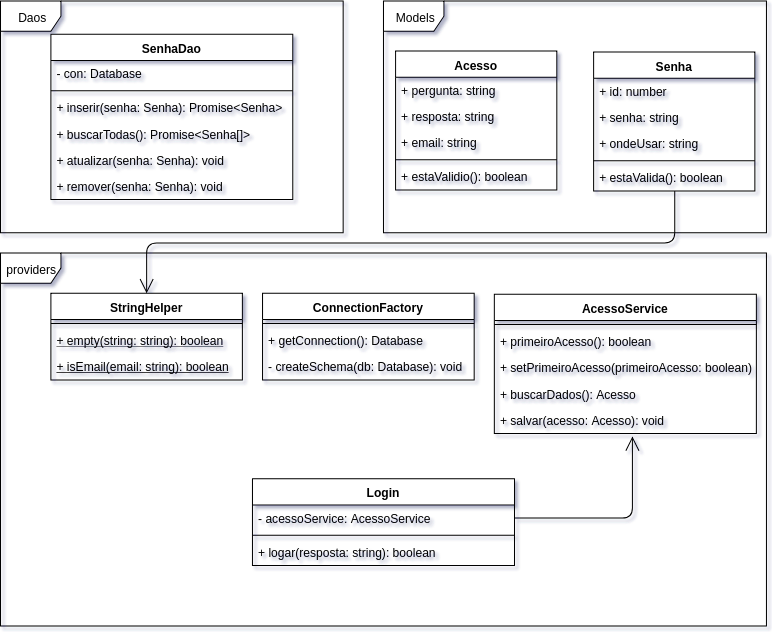 Daos
SenhaDao
- con: Database
+ inserir(senha: Senha): Promise<Senha>
+ buscarTodas(): Promise<Senha[]>
+ atualizar(senha: Senha): void
+ remover(senha: Senha): void
Models
Acesso
+ pergunta: string
+ resposta: string
+ email: string
+ estaValidio(): boolean
Senha
+ id: number
+ senha: string
+ ondeUsar: string
+ estaValida(): boolean
providers
StringHelper
+ empty(string: string): boolean
+ isEmail(email: string): boolean
ConnectionFactory
+ getConnection(): Database
- createSchema(db: Database): void
AcessoService
+ primeiroAcesso(): boolean
+ setPrimeiroAcesso(primeiroAcesso: boolean)
+ buscarDados(): Acesso
+ salvar(acesso: Acesso): void
Login
- acessoService: AcessoService
+ logar(resposta: string): boolean